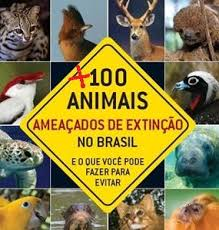 +100
ANIMAIS
AMEAÇADOS DE EXTINÇÃO
NO BRASIL
E O QUE VOCÊ PODE
FAZER PARA
EVITAR